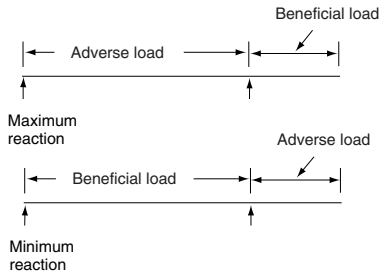 Beneficial load
Adverse load
Maximum
reaction
Adverse load
Beneficial load
Minimum
reaction